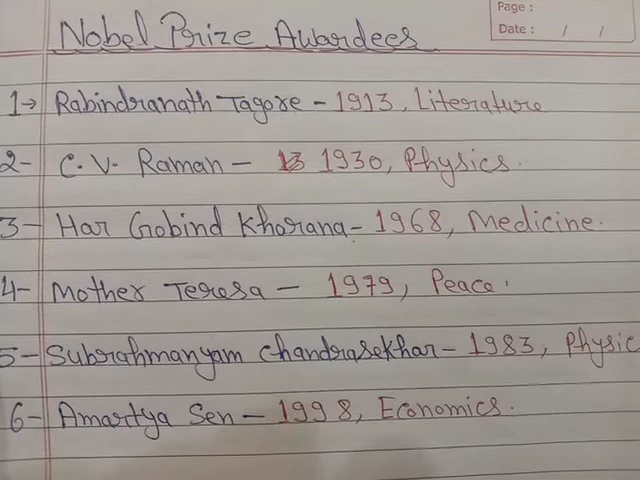 Page :
Date : / /
Nobel Prize Awardees
1→ Rabindranath Tagore - 1913, Literature
2- C.V. Raman - 1930, Physics.
3- Har Gobind Khorana - 1968, Medicine.
4- Mother Teresa - 1979, Peace.
5- Subrahmanyam Chandrasekhar - 1983, Physic
6- Amartya Sen - 1998, Economics.